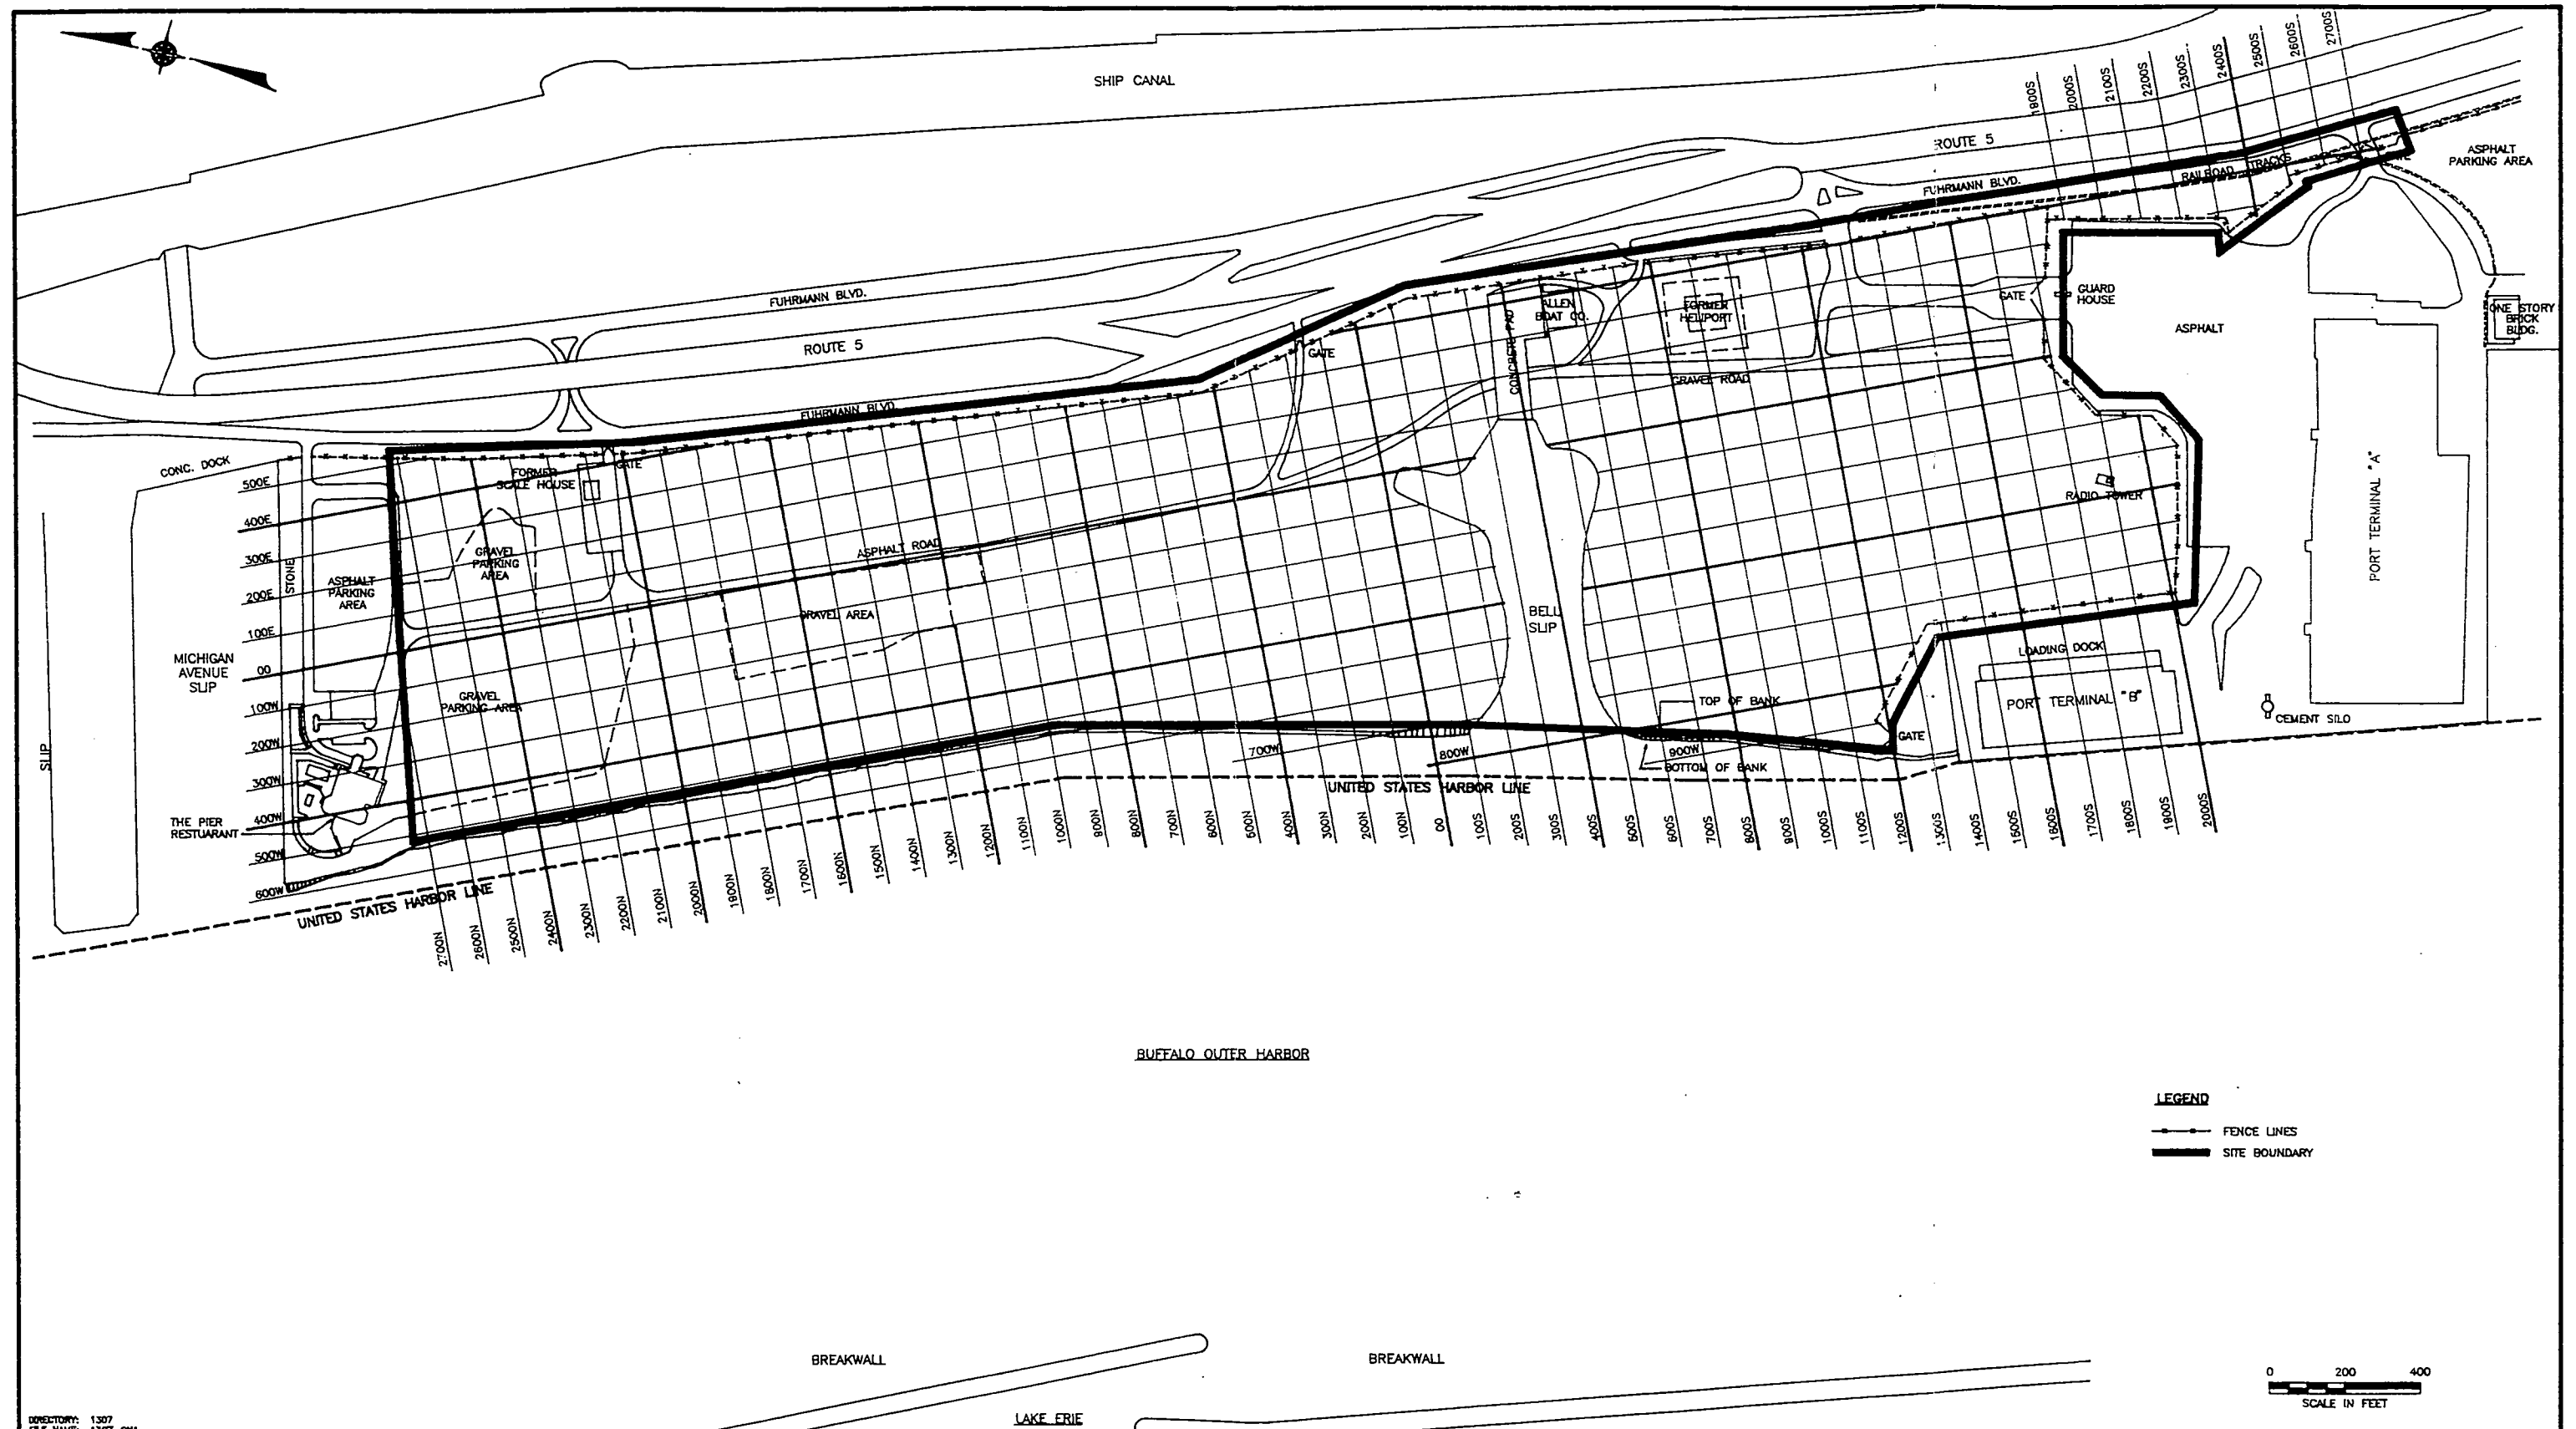 SHIP CANAL
1800S
2000S
2100S
2200S
2300S
2400S
2500S
2600S
2700S
ROUTE 5
FUHRMANN BLVD.
RAILROAD TRACKS
ASPHALT
PARKING AREA
FUHRMANN BLVD.
ROUTE 5
FUHRMANN BLVD.
GATE
CONCRETE PAD
ALLEN
BOAT CO.
FORMER
HELIPORT
GRAVEL ROAD
GATE
GUARD
HOUSE
ASPHALT
ONE STORY
BRICK
BLDG.
CONC. DOCK
500E
400E
300E
200E
100E
00
100W
200W
300W
400W
500W
600W
STONE
ASPHALT
PARKING
AREA
FORMER
SCALE HOUSE
GATE
GRAVEL
PARKING
AREA
ASPHALT ROAD
GRAVEL AREA
GRAVEL
PARKING AREA
MICHIGAN
AVENUE
SLIP
SLIP
THE PIER
RESTUARANT
BELL
SLIP
RADIO TOWER
PORT TERMINAL "A"
LOADING DOCK
PORT TERMINAL "B"
CEMENT SILO
TOP OF BANK
GATE
700W
800W
900W
BOTTOM OF BANK
UNITED STATES HARBOR LINE
UNITED STATES HARBOR LINE
2700N
2600N
2500N
2400N
2300N
2200N
2100N
2000N
1900N
1800N
1700N
1600N
1500N
1400N
1300N
1200N
1100N
1000N
900N
800N
700N
600N
500N
400N
300N
200N
100N
00
100S
200S
300S
400S
500S
600S
700S
800S
900S
1000S
1100S
1200S
1300S
1400S
1500S
1600S
1700S
1800S
1900S
2000S
BUFFALO OUTER HARBOR
LEGEND
FENCE LINES
SITE BOUNDARY
BREAKWALL
BREAKWALL
LAKE ERIE
0 200 400
SCALE IN FEET
DIRECTORY: 1307